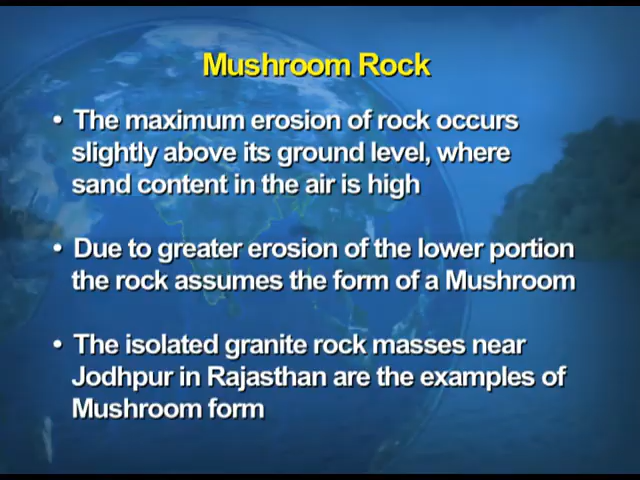 Mushroom Rock
• The maximum erosion of rock occurs
slightly above its ground level, where
sand content in the air is high
• Due to greater erosion of the lower portion
the rock assumes the form of a Mushroom
• The isolated granite rock masses near
Jodhpur in Rajasthan are the examples of
Mushroom form